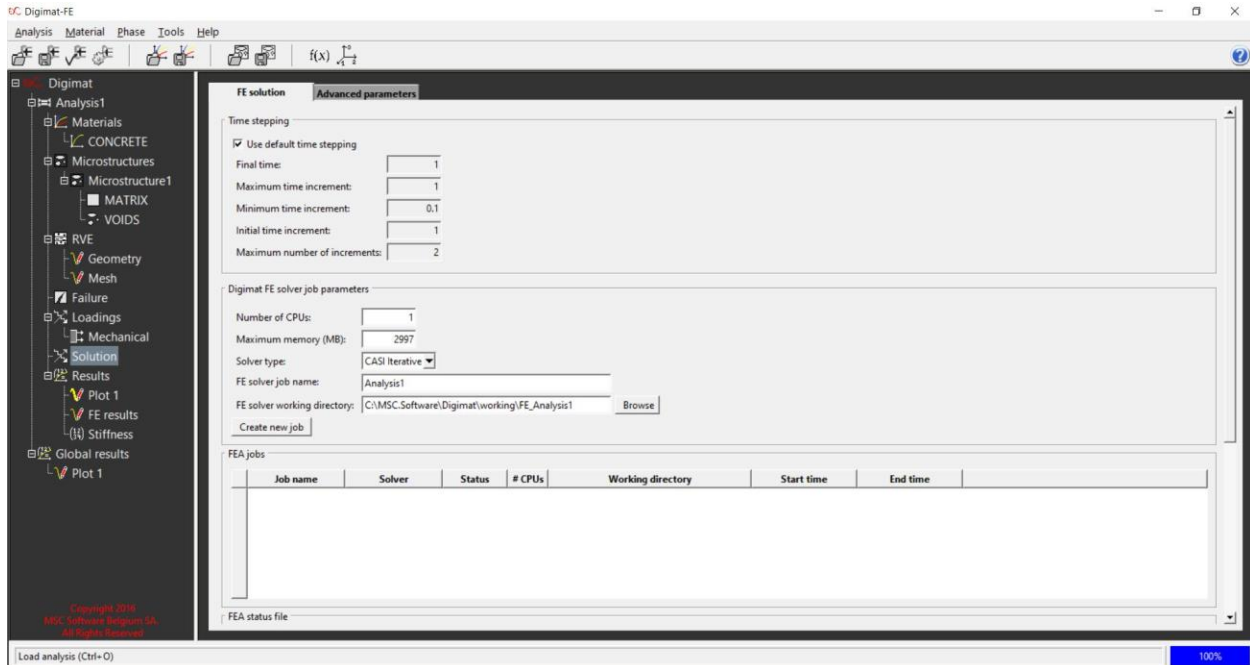 Digimat-FE
Analysis Material Phase Tools Help
f(x)
Digimat
Analysis1
Materials
CONCRETE
Microstructures
Microstructure1
MATRIX
VOIDS
RVE
Geometry
Mesh
Failure
Loadings
Mechanical
Solution
Results
Plot 1
FE results
Stiffness
Global results
Plot 1
Copyright 2016
MSC Software Belgium SA.
All Rights Reserved
FE solution Advanced parameters
Time stepping
Use default time stepping
Final time: 1
Maximum time increment: 1
Minimum time increment: 0.1
Initial time increment: 1
Maximum number of increments: 2
Digimat FE solver job parameters
Number of CPUs: 1
Maximum memory (MB): 2997
Solver type: CASI Iterative
FE solver job name: Analysis1
FE solver working directory: C:\MSC.Software\Digimat\working\FE_Analysis1 Browse
Create new job
FEA jobs
Job name Solver Status # CPUs Working directory Start time End time
FEA status file
Load analysis (Ctrl+O) 100%